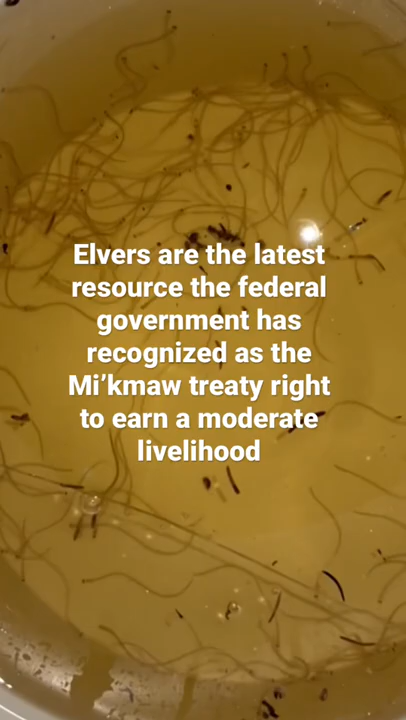 Elvers are the latest
resource the federal
government has
recognized as the
Mi’kmaw treaty right
to earn a moderate
livelihood